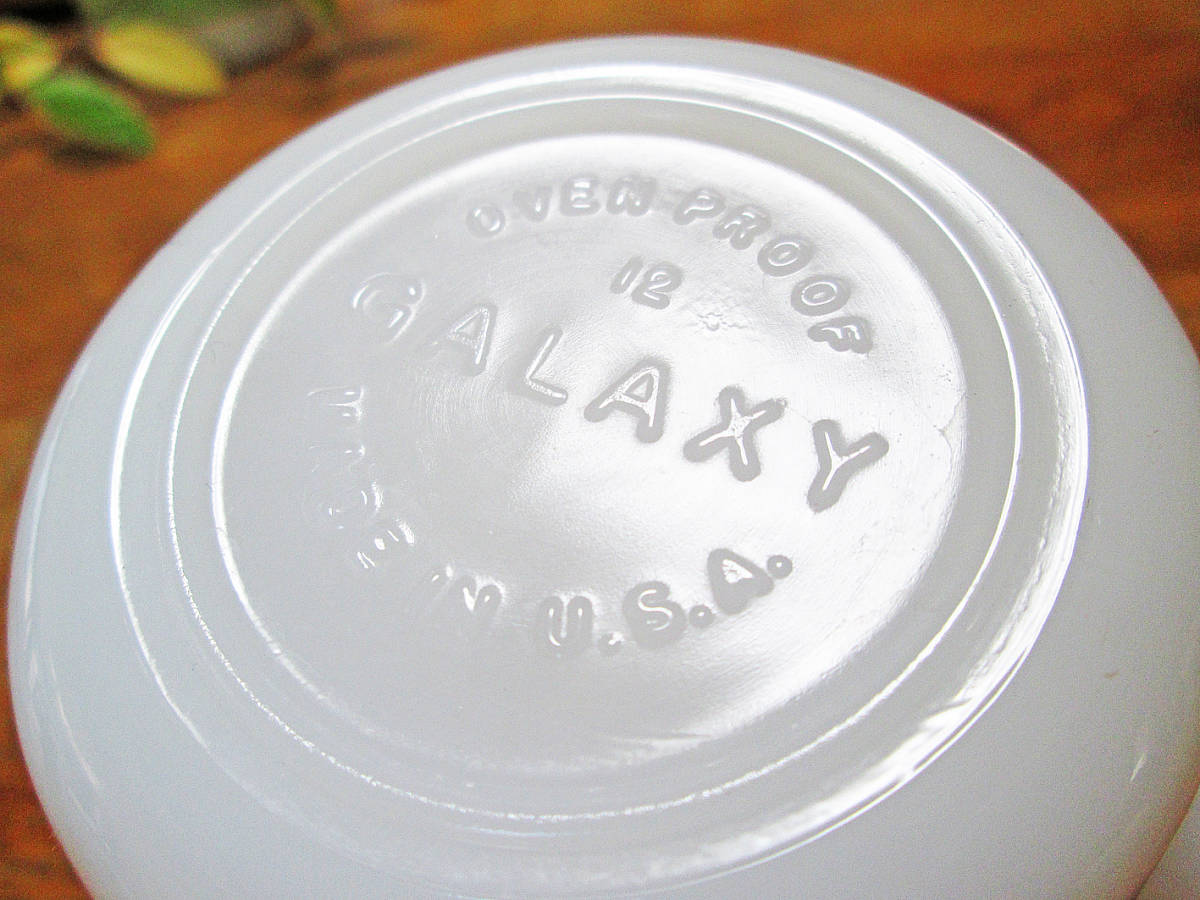 OVEN PROOF
12
GALAXY
MADE IN U.S.A.